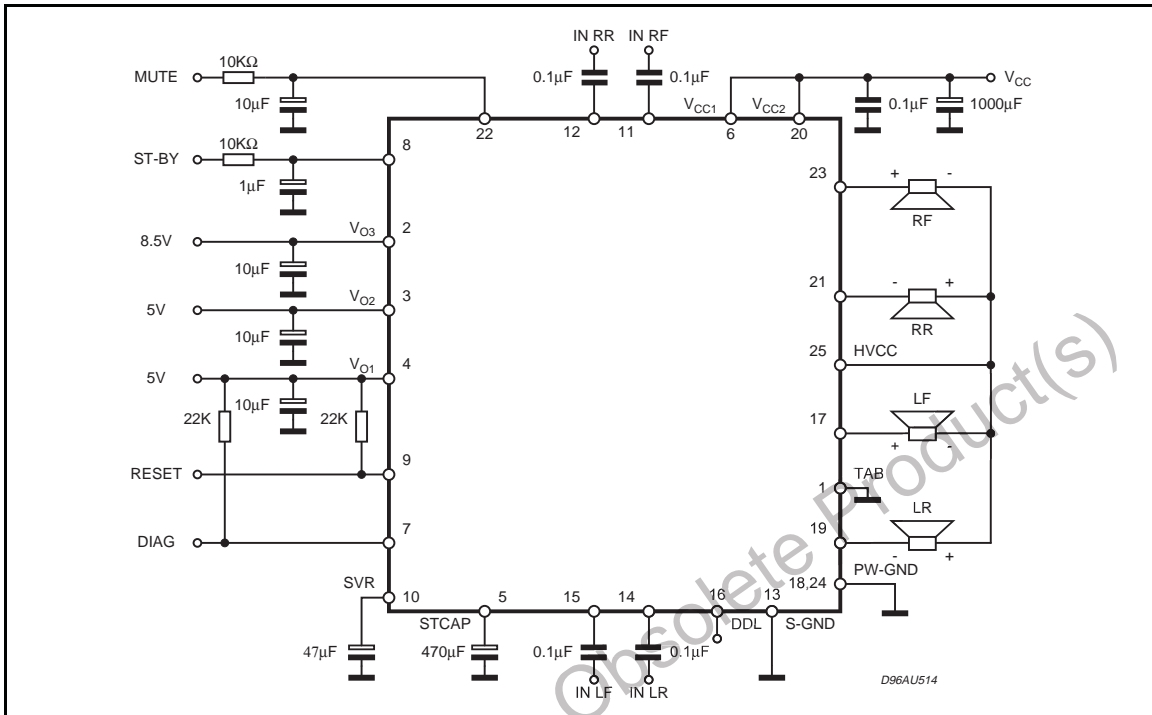 IN RR IN RF
MUTE 10KΩ 0.1μF 0.1μF VCC
10μF VCC1 VCC2 0.1μF 1000μF
22 12 11 6 20
ST-BY 10KΩ 8
1μF
23 + -
RF
8.5V VO3 2
10μF
21 - +
RR
5V VO2 3
10μF
25 HVCC
5V VO1 4
22K 10μF 22K
LF
17 + -
RESET 9
1 TAB
LR
DIAG 7
19 - +
18,24 PW-GND
SVR 10
STCAP 5 15 14 16 DDL 13 S-GND
47μF 470μF 0.1μF 0.1μF
IN LF IN LR
D96AU514
Obsolete Product(s)